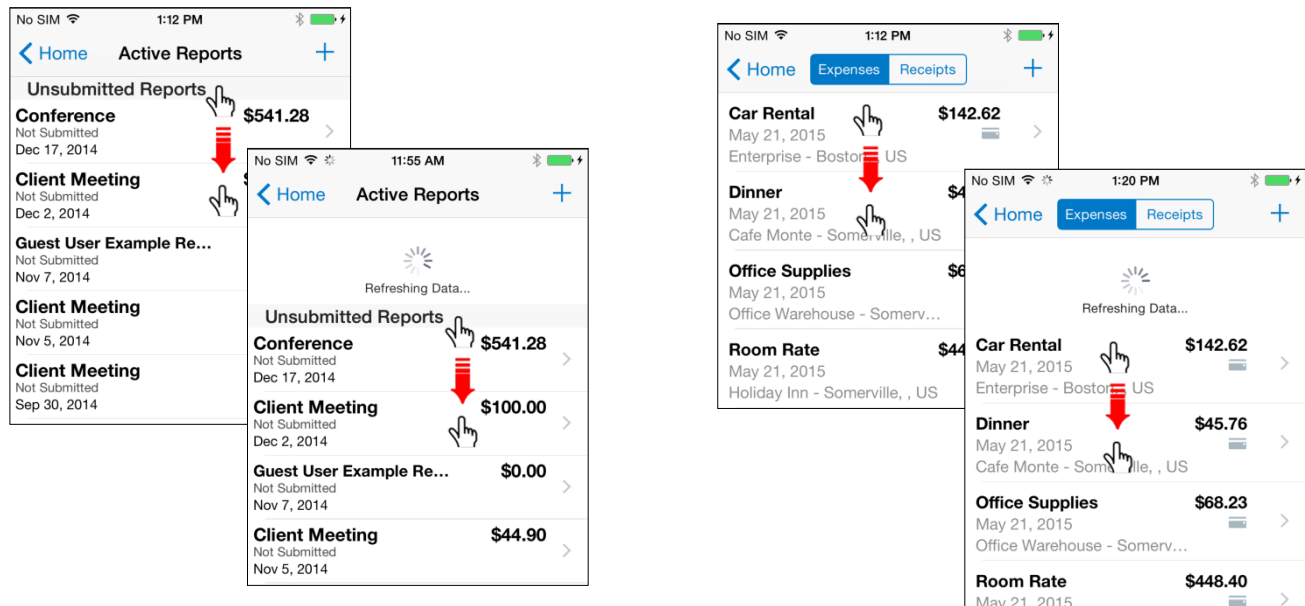 No SIM 1:12 PM
Home Active Reports +
Unsubmitted Reports
Conference $541.28
Not Submitted
Dec 17, 2014
Client Meeting
Not Submitted
Dec 2, 2014
Guest User Example Re...
Not Submitted
Nov 7, 2014
Client Meeting
Not Submitted
Nov 5, 2014
Client Meeting
Not Submitted
Sep 30, 2014
No SIM 11:55 AM
Home Active Reports +
Refreshing Data...
Unsubmitted Reports
Conference $541.28
Not Submitted
Dec 17, 2014
Client Meeting $100.00
Not Submitted
Dec 2, 2014
Guest User Example Re... $0.00
Not Submitted
Nov 7, 2014
Client Meeting $44.90
Not Submitted
Nov 5, 2014
No SIM 1:12 PM
Home Expenses Receipts +
Car Rental $142.62
May 21, 2015
Enterprise - Boston, US
Dinner $4
May 21, 2015
Cafe Monte - Somerville, , US
Office Supplies $6
May 21, 2015
Office Warehouse - Somerv...
Room Rate $44
May 21, 2015
Holiday Inn - Somerville, , US
No SIM 1:20 PM
Home Expenses Receipts +
Refreshing Data...
Car Rental $142.62
May 21, 2015
Enterprise - Boston, US
Dinner $45.76
May 21, 2015
Cafe Monte - Somerville, , US
Office Supplies $68.23
May 21, 2015
Office Warehouse - Somerv...
Room Rate $448.40
May 21, 2015